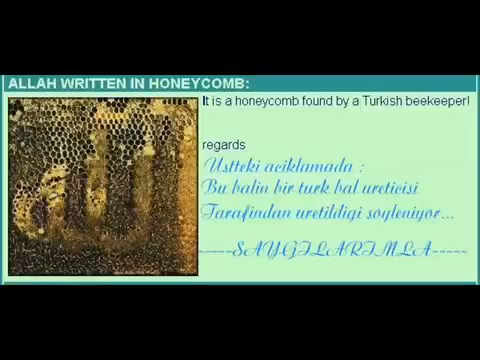 ALLAH WRITTEN IN HONEYCOMB:
It is a honeycomb found by a Turkish beekeeper!
regards
Ustteki aciklamada :
Bu balin bir turk bal ureticisi
Tarafindan uretildigi soyleniyor...
-----SAYGILARIMLA-----